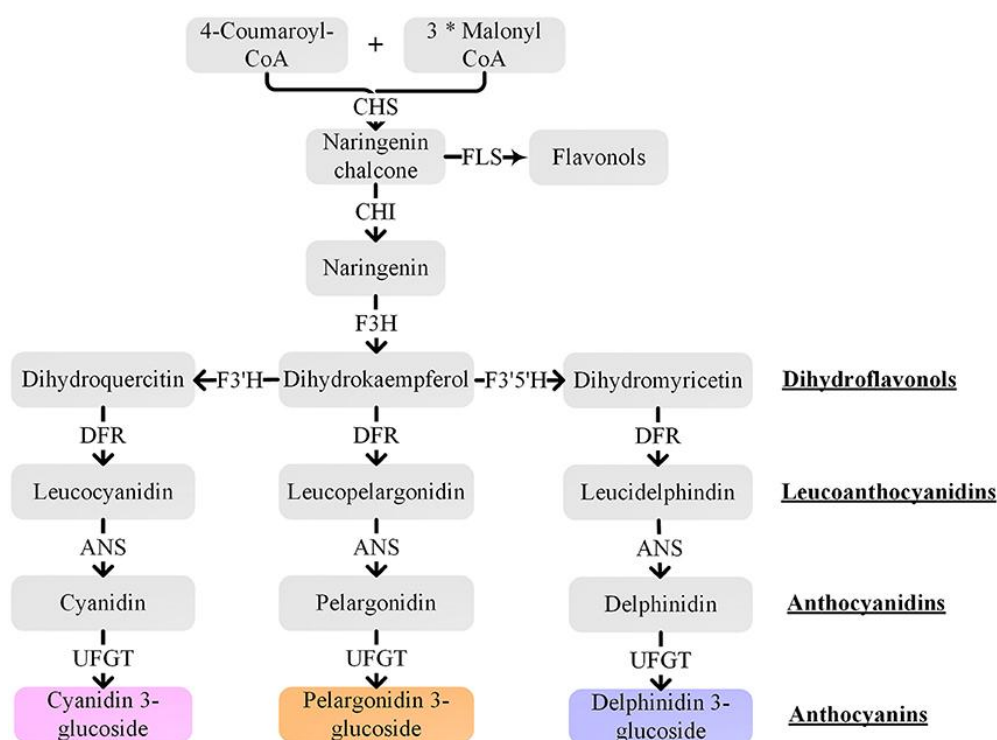 4-Coumaroyl-
CoA
+
3 * Malonyl
CoA
CHS
Naringenin
chalcone
FLS
Flavonols
CHI
Naringenin
F3H
Dihydroquercitin
F3'H
Dihydrokaempferol
F3'5'H
Dihydromyricetin
Dihydroflavonols
DFR
DFR
DFR
Leucocyanidin
Leucopelargonidin
Leucidelphindin
Leucoanthocyanidins
ANS
ANS
ANS
Cyanidin
Pelargonidin
Delphinidin
Anthocyanidins
UFGT
UFGT
UFGT
Cyanidin 3-
glucoside
Pelargonidin 3-
glucoside
Delphinidin 3-
glucoside
Anthocyanins